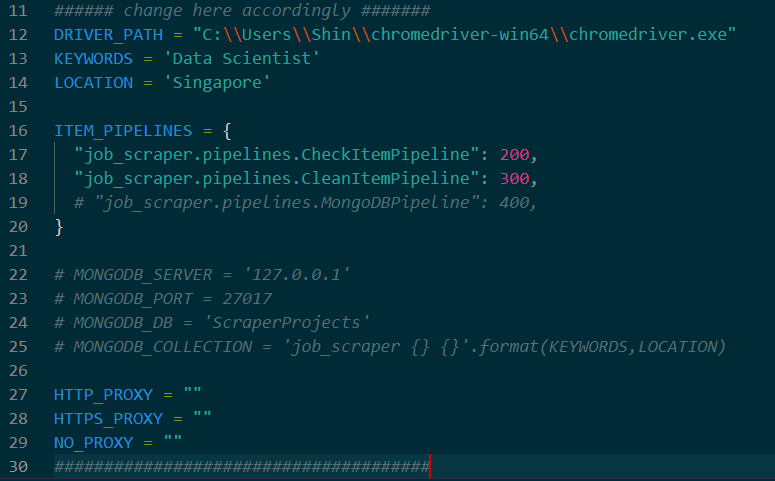 11 ###### change here accordingly #######
12 DRIVER_PATH = "C:\\Users\\Shin\\chromedriver-win64\\chromedriver.exe"
13 KEYWORDS = 'Data Scientist'
14 LOCATION = 'Singapore'
15
16 ITEM_PIPELINES = {
17   "job_scraper.pipelines.CheckItemPipeline": 200,
18   "job_scraper.pipelines.CleanItemPipeline": 300,
19   # "job_scraper.pipelines.MongoDBPipeline": 400,
20 }
21
22 # MONGODB_SERVER = '127.0.0.1'
23 # MONGODB_PORT = 27017
24 # MONGODB_DB = 'ScraperProjects'
25 # MONGODB_COLLECTION = 'job_scraper {} {}'.format(KEYWORDS,LOCATION)
26
27 HTTP_PROXY = ""
28 HTTPS_PROXY = ""
29 NO_PROXY = ""
30 ######################################